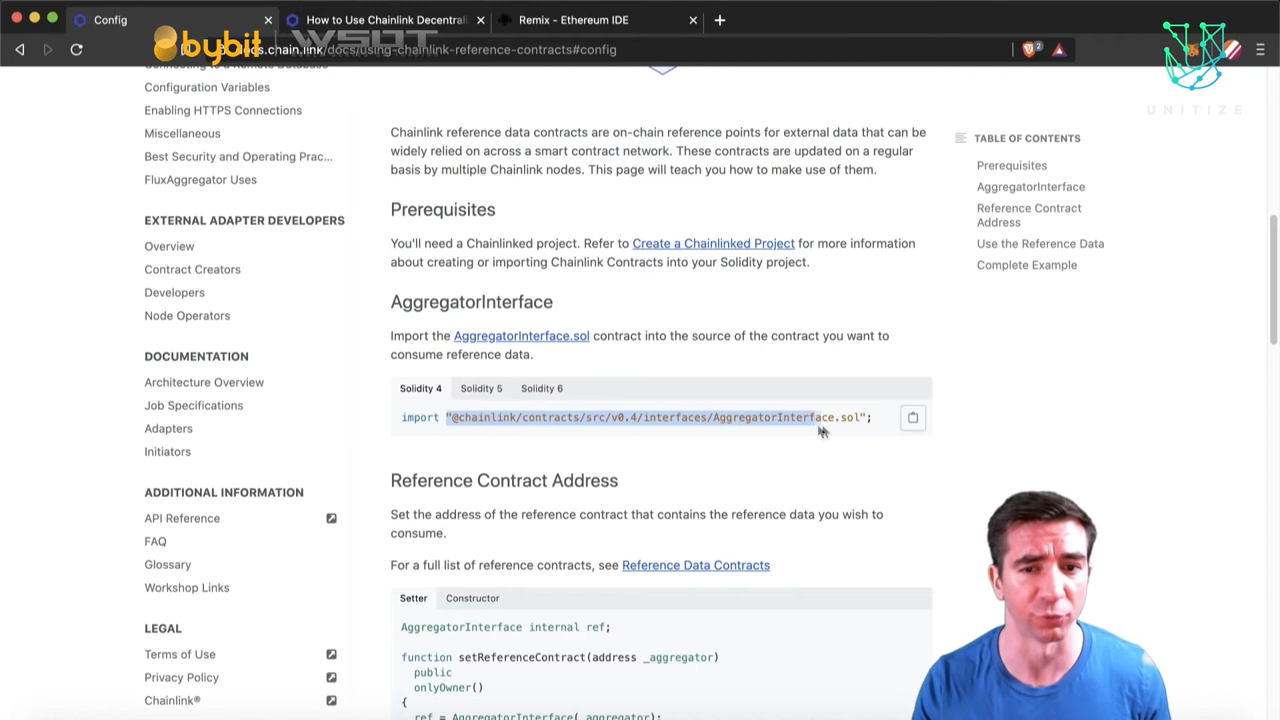 Config
How to Use Chainlink Decentral
Remix - Ethereum IDE
bybit
WSOT
docs.chain.link/docs/using-chainlink-reference-contracts#config
2
UNITIZE
Connecting to a Remote Database
Configuration Variables
Enabling HTTPS Connections
Miscellaneous
Best Security and Operating Prac...
FluxAggregator Uses
EXTERNAL ADAPTER DEVELOPERS
Overview
Contract Creators
Developers
Node Operators
DOCUMENTATION
Architecture Overview
Job Specifications
Adapters
Initiators
ADDITIONAL INFORMATION
API Reference
FAQ
Glossary
Workshop Links
LEGAL
Terms of Use
Privacy Policy
Chainlink®
Chainlink reference data contracts are on-chain reference points for external data that can be
widely relied on across a smart contract network. These contracts are updated on a regular
basis by multiple Chainlink nodes. This page will teach you how to make use of them.
Prerequisites
You'll need a Chainlinked project. Refer to Create a Chainlinked Project for more information
about creating or importing Chainlink Contracts into your Solidity project.
AggregatorInterface
Import the AggregatorInterface.sol contract into the source of the contract you want to
consume reference data.
Solidity 4 Solidity 5 Solidity 6
import "@chainlink/contracts/src/v0.4/interfaces/AggregatorInterface.sol";
Reference Contract Address
Set the address of the reference contract that contains the reference data you wish to
consume.
For a full list of reference contracts, see Reference Data Contracts
Setter Constructor
AggregatorInterface internal ref;
function setReferenceContract(address _aggregator)
public
onlyOwner()
{
ref = AggregatorInterface(_aggregator);
TABLE OF CONTENTS
Prerequisites
AggregatorInterface
Reference Contract
Address
Use the Reference Data
Complete Example